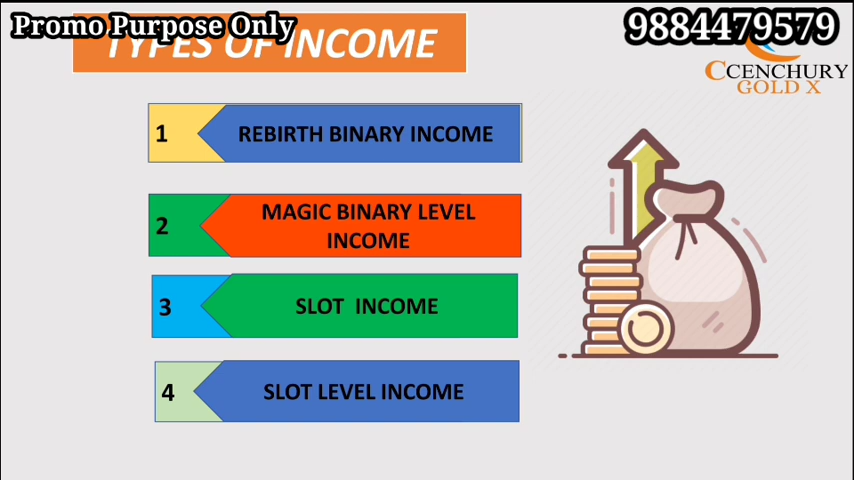 Promo Purpose Only
9884479579
TYPES OF INCOME
CCENCHURY
GOLD X
1 REBIRTH BINARY INCOME
2 MAGIC BINARY LEVEL
INCOME
3 SLOT INCOME
4 SLOT LEVEL INCOME